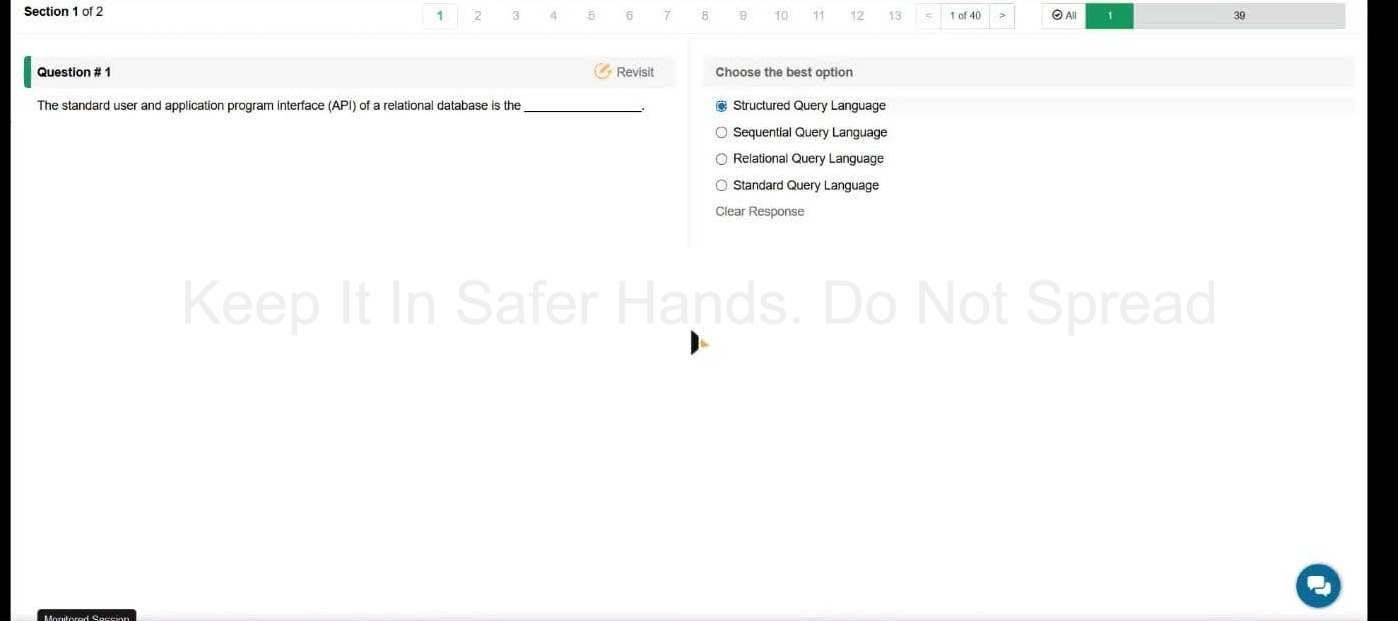 Section 1 of 2
1 2 3 4 5 6 7 8 9 10 11 12 13 < 1 of 40 > All 1 39
Question # 1
Revisit
The standard user and application program interface (API) of a relational database is the _________________.
Choose the best option
Structured Query Language
Sequential Query Language
Relational Query Language
Standard Query Language
Clear Response
Keep It In Safer Hands. Do Not Spread
Monitored Session